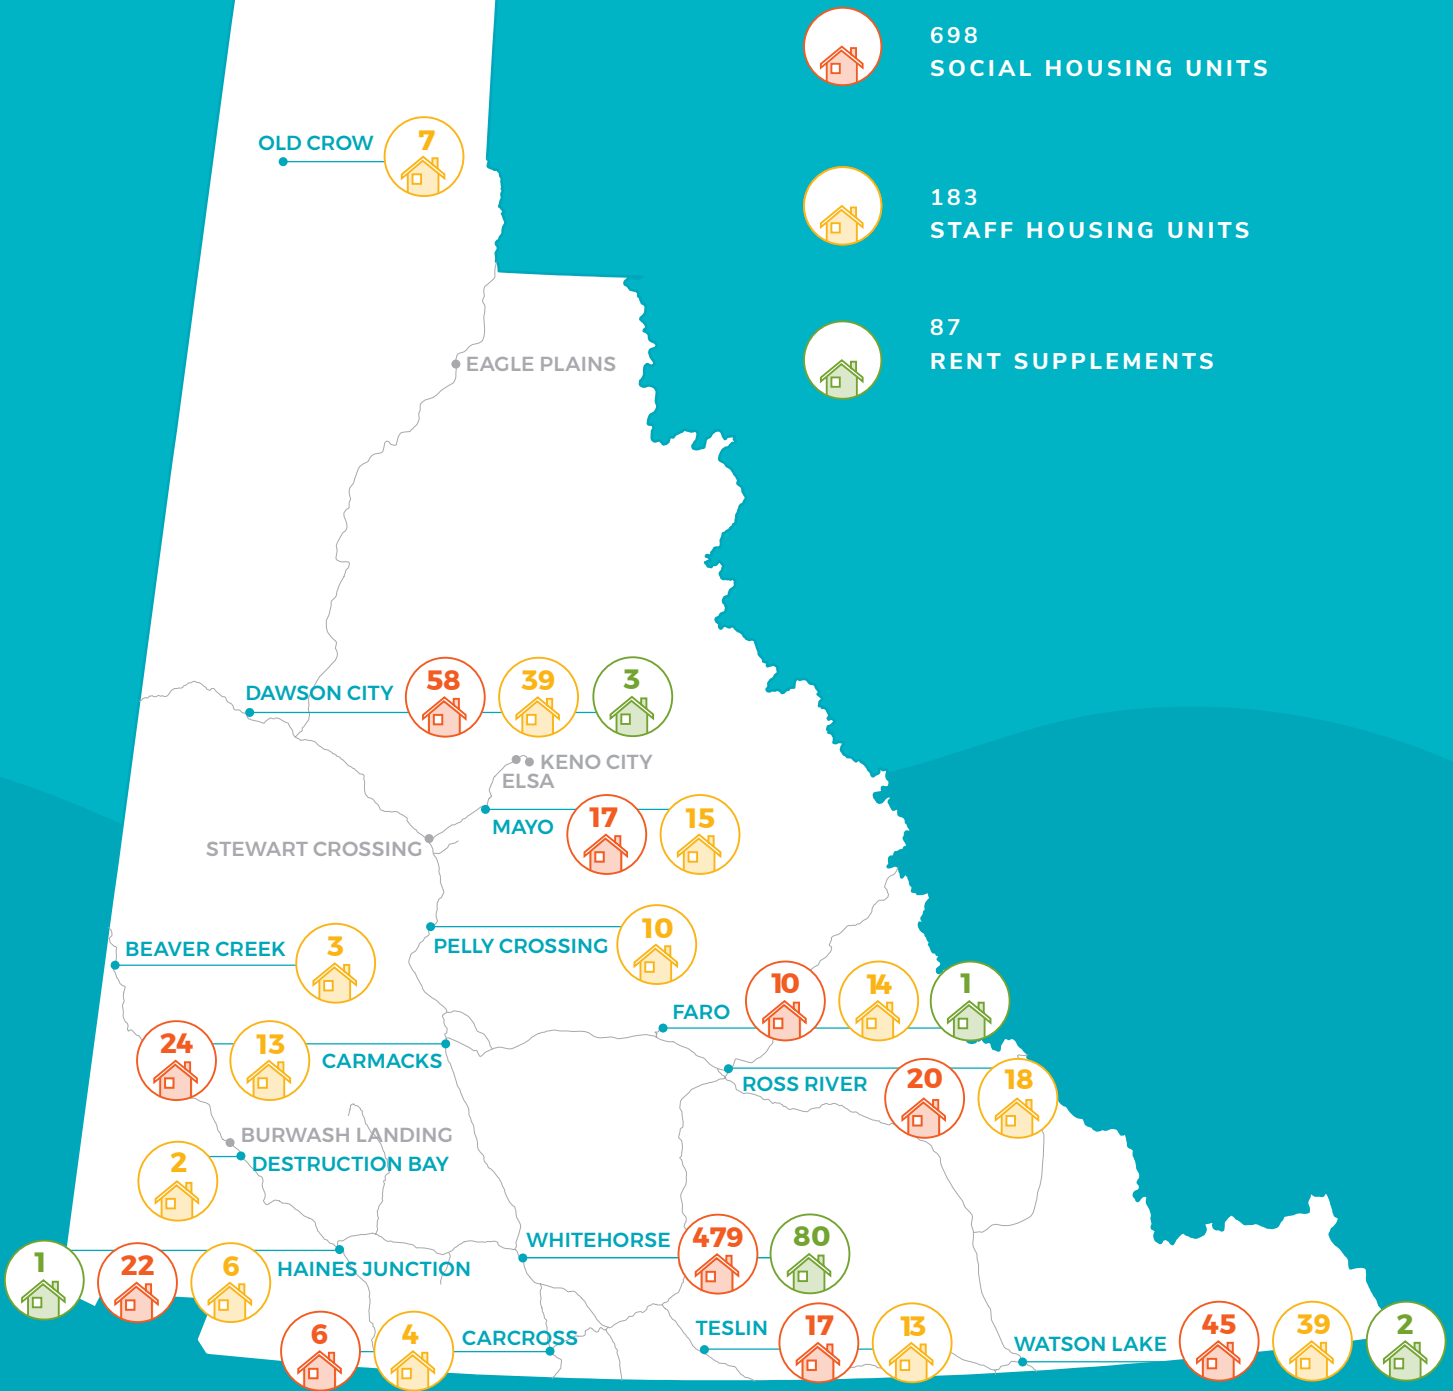 698
SOCIAL HOUSING UNITS
183
STAFF HOUSING UNITS
87
RENT SUPPLEMENTS
OLD CROW
7
EAGLE PLAINS
DAWSON CITY
58
39
3
KENO CITY
ELSA
MAYO
17
15
STEWART CROSSING
PELLY CROSSING
10
BEAVER CREEK
3
FARO
10
14
1
24
13
CARMACKS
ROSS RIVER
20
18
BURWASH LANDING
DESTRUCTION BAY
2
WHITEHORSE
479
80
1
22
6
HAINES JUNCTION
6
4
CARCROSS
TESLIN
17
13
WATSON LAKE
45
39
2